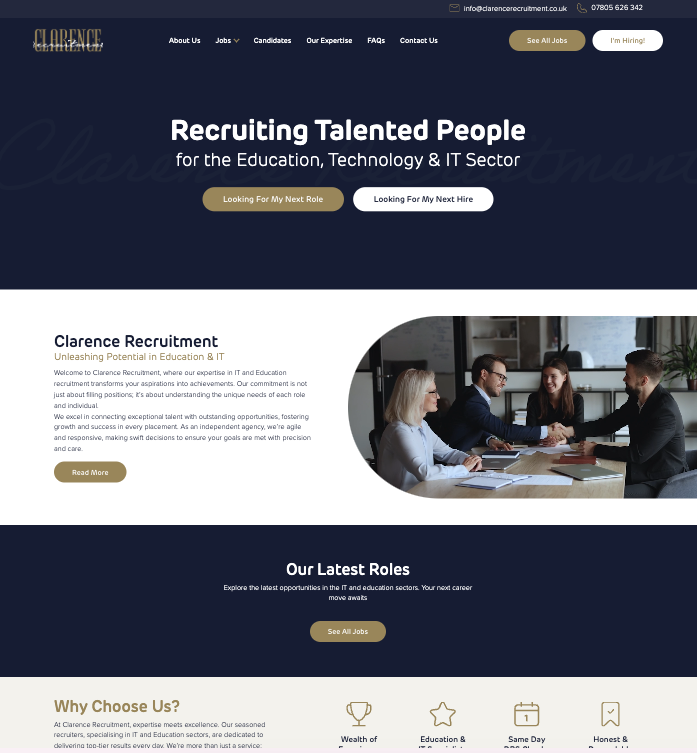 info@clarencerecruitment.co.uk 07805 626 342
CLARENCE
recruitment
About Us Jobs Candidates Our Expertise FAQs Contact Us See All Jobs I'm Hiring!
Recruiting Talented People
for the Education, Technology & IT Sector
Looking For My Next Role Looking For My Next Hire
Clarence Recruitment
Unleashing Potential in Education & IT
Welcome to Clarence Recruitment, where our expertise in IT and Education
recruitment transforms your aspirations into achievements. Our commitment is not
just about filling positions; it's about understanding the unique needs of each role
and individual.
We excel in connecting exceptional talent with outstanding opportunities, fostering
growth and success in every placement. As an independent agency, we're agile
and responsive, making swift decisions to ensure your goals are met with precision
and care.
Read More
Our Latest Roles
Explore the latest opportunities in the IT and education sectors. Your next career
move awaits
See All Jobs
Why Choose Us?
At Clarence Recruitment, expertise meets excellence. Our seasoned
recruiters, specialising in IT and Education sectors, are dedicated to
delivering top-tier results every day. We're more than just a service;
1
Wealth of
Education &
Same Day
Honest &